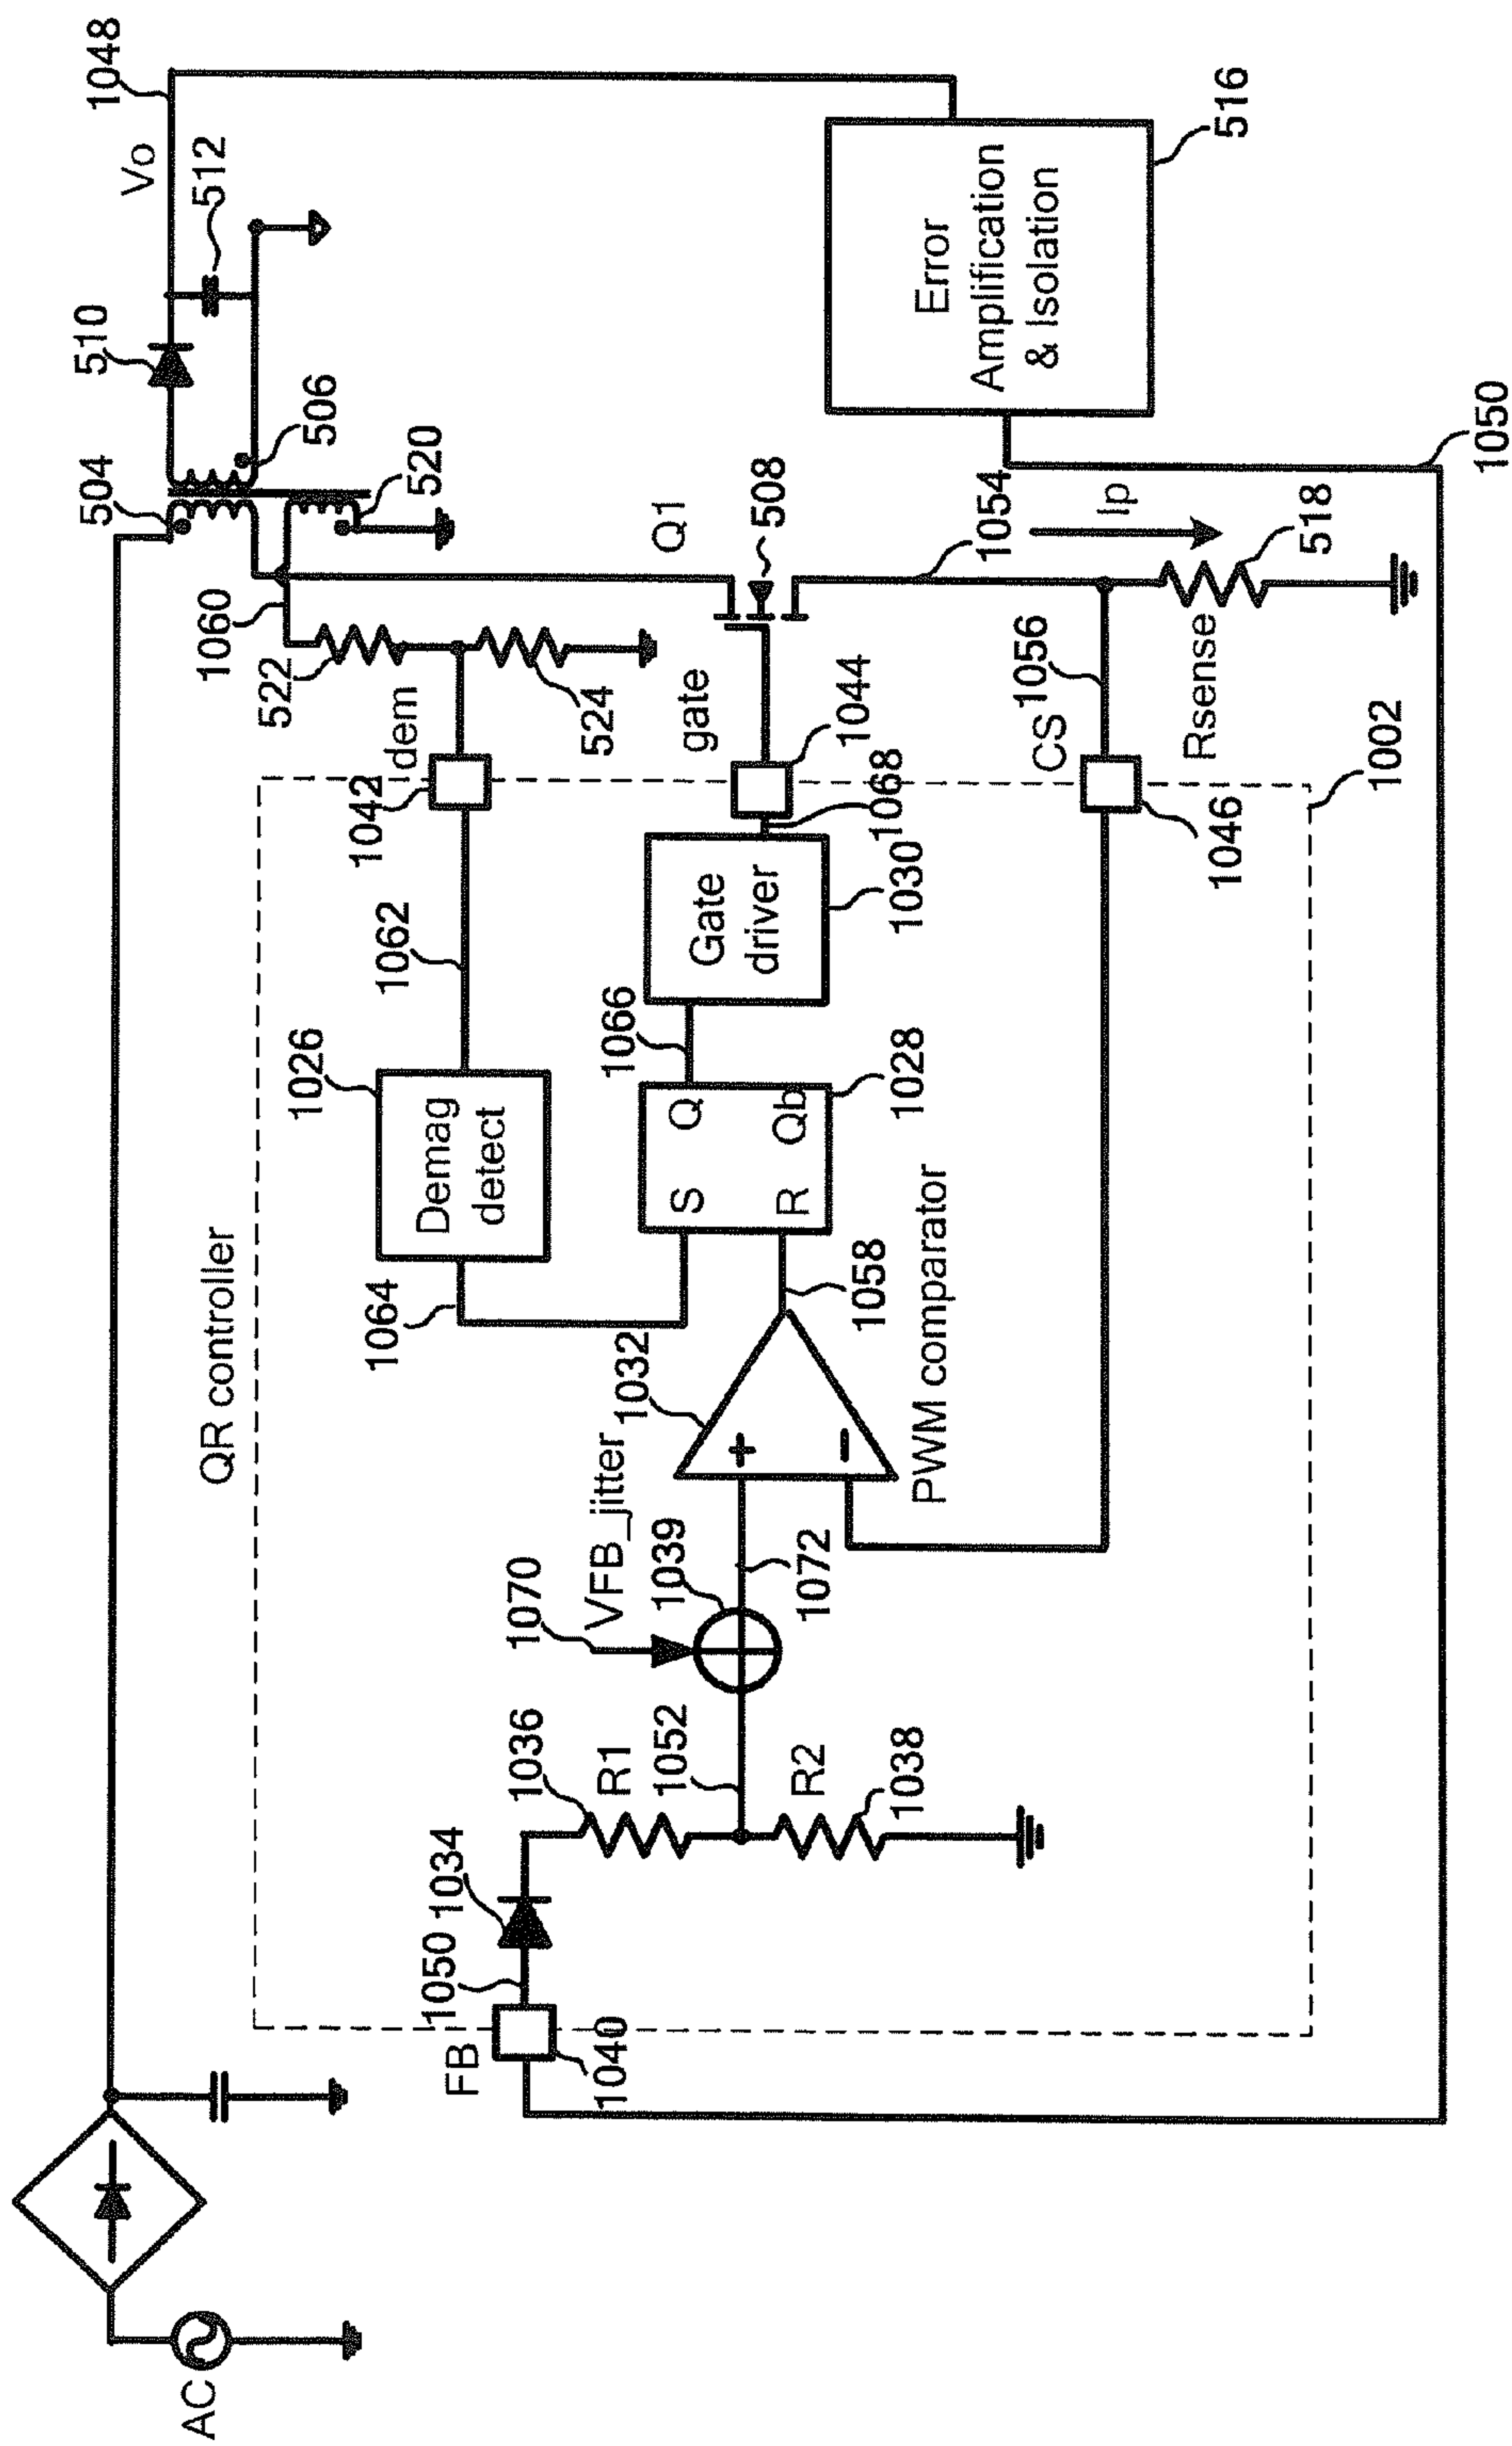 AC
QR controller
FB
1040
1050
1034
1036
R1
1052
R2
1038
1070
VFB_jitter
1039
1072
1032
+
−
PWM comparator
1058
1064
1026
Demag
detect
1062
1042
dem
S
Q
R
Qb
1028
1066
Gate
driver
1030
1068
1044
gate
1046
CS
1056
Rsense
1002
504
506
510
512
Vo
1048
520
1060
522
524
Q1
508
1054
Ip
518
Error
Amplification
& Isolation
516
1050